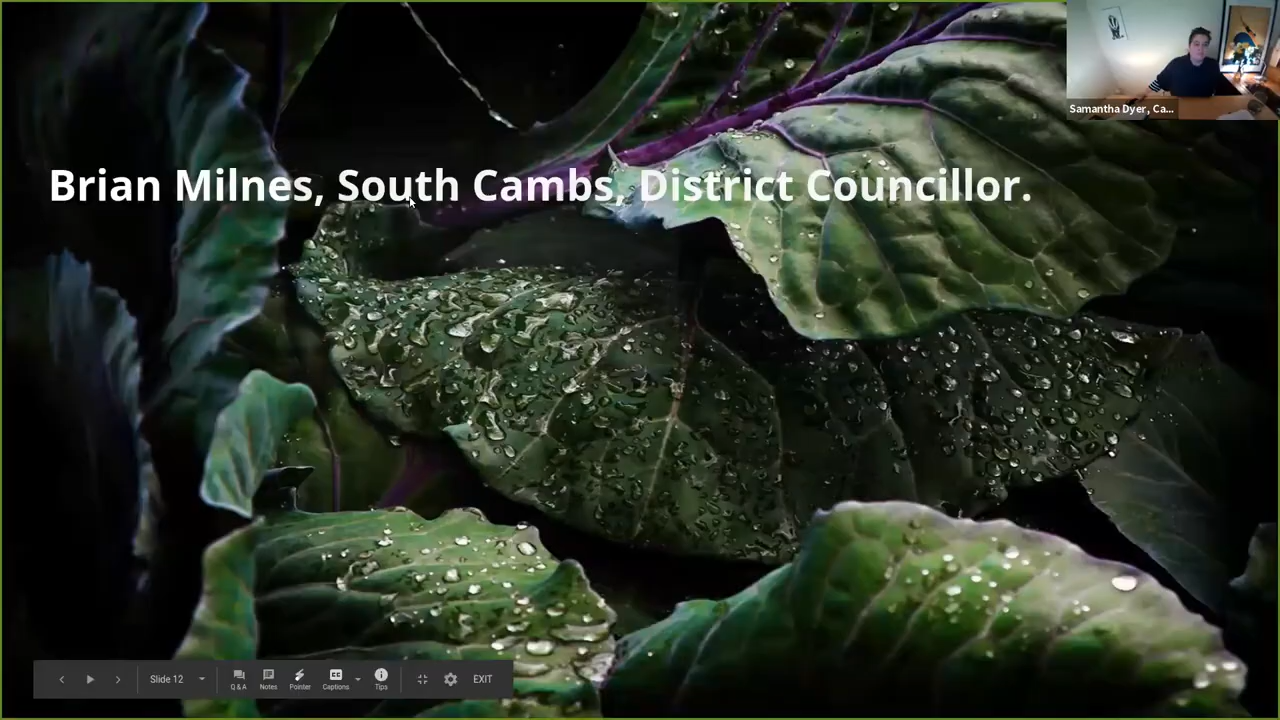 Samantha Dyer, Ca...
Brian Milnes, South Cambs, District Councillor.
Slide 12
Q&A
Notes
Pointer
Captions
Tips
EXIT